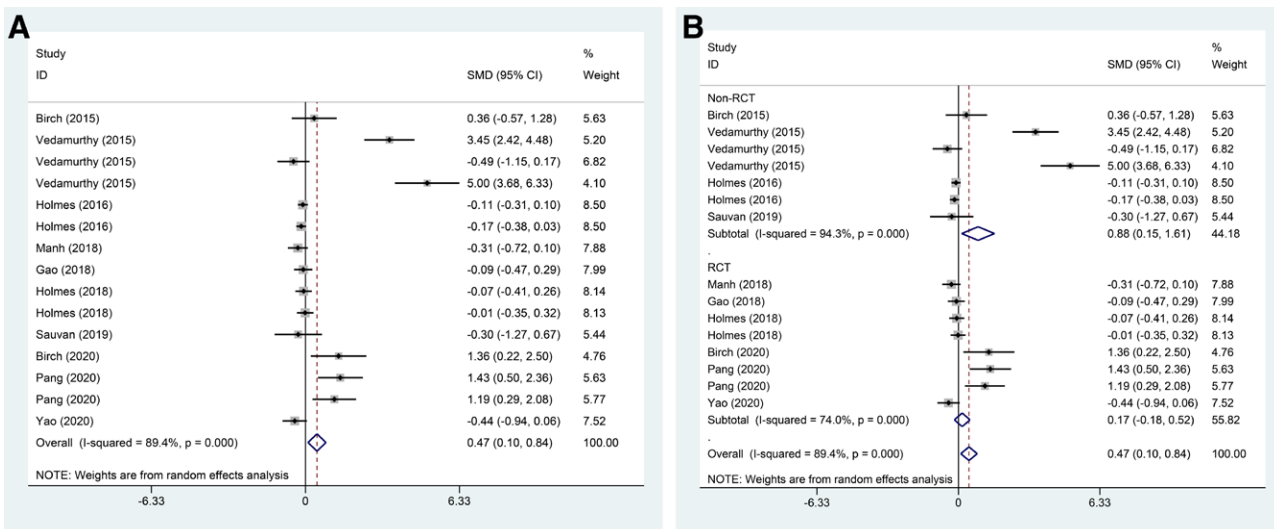 A
Study %
ID SMD (95% CI) Weight
Birch (2015) 0.36 (-0.57, 1.28) 5.63
Vedamurthy (2015) 3.45 (2.42, 4.48) 5.20
Vedamurthy (2015) -0.49 (-1.15, 0.17) 6.82
Vedamurthy (2015) 5.00 (3.68, 6.33) 4.10
Holmes (2016) -0.11 (-0.31, 0.10) 8.50
Holmes (2016) -0.17 (-0.38, 0.03) 8.50
Manh (2018) -0.31 (-0.72, 0.10) 7.88
Gao (2018) -0.09 (-0.47, 0.29) 7.99
Holmes (2018) -0.07 (-0.41, 0.26) 8.14
Holmes (2018) -0.01 (-0.35, 0.32) 8.13
Sauvan (2019) -0.30 (-1.27, 0.67) 5.44
Birch (2020) 1.36 (0.22, 2.50) 4.76
Pang (2020) 1.43 (0.50, 2.36) 5.63
Pang (2020) 1.19 (0.29, 2.08) 5.77
Yao (2020) -0.44 (-0.94, 0.06) 7.52
Overall (I-squared = 89.4%, p = 0.000) 0.47 (0.10, 0.84) 100.00
NOTE: Weights are from random effects analysis
-6.33 0 6.33
B
Study %
ID SMD (95% CI) Weight
Non-RCT
Birch (2015) 0.36 (-0.57, 1.28) 5.63
Vedamurthy (2015) 3.45 (2.42, 4.48) 5.20
Vedamurthy (2015) -0.49 (-1.15, 0.17) 6.82
Vedamurthy (2015) 5.00 (3.68, 6.33) 4.10
Holmes (2016) -0.11 (-0.31, 0.10) 8.50
Holmes (2016) -0.17 (-0.38, 0.03) 8.50
Sauvan (2019) -0.30 (-1.27, 0.67) 5.44
Subtotal (I-squared = 94.3%, p = 0.000) 0.88 (0.15, 1.61) 44.18
.
RCT
Manh (2018) -0.31 (-0.72, 0.10) 7.88
Gao (2018) -0.09 (-0.47, 0.29) 7.99
Holmes (2018) -0.07 (-0.41, 0.26) 8.14
Holmes (2018) -0.01 (-0.35, 0.32) 8.13
Birch (2020) 1.36 (0.22, 2.50) 4.76
Pang (2020) 1.43 (0.50, 2.36) 5.63
Pang (2020) 1.19 (0.29, 2.08) 5.77
Yao (2020) -0.44 (-0.94, 0.06) 7.52
Subtotal (I-squared = 74.0%, p = 0.000) 0.17 (-0.18, 0.52) 55.82
.
Overall (I-squared = 89.4%, p = 0.000) 0.47 (0.10, 0.84) 100.00
NOTE: Weights are from random effects analysis
-6.33 0 6.33